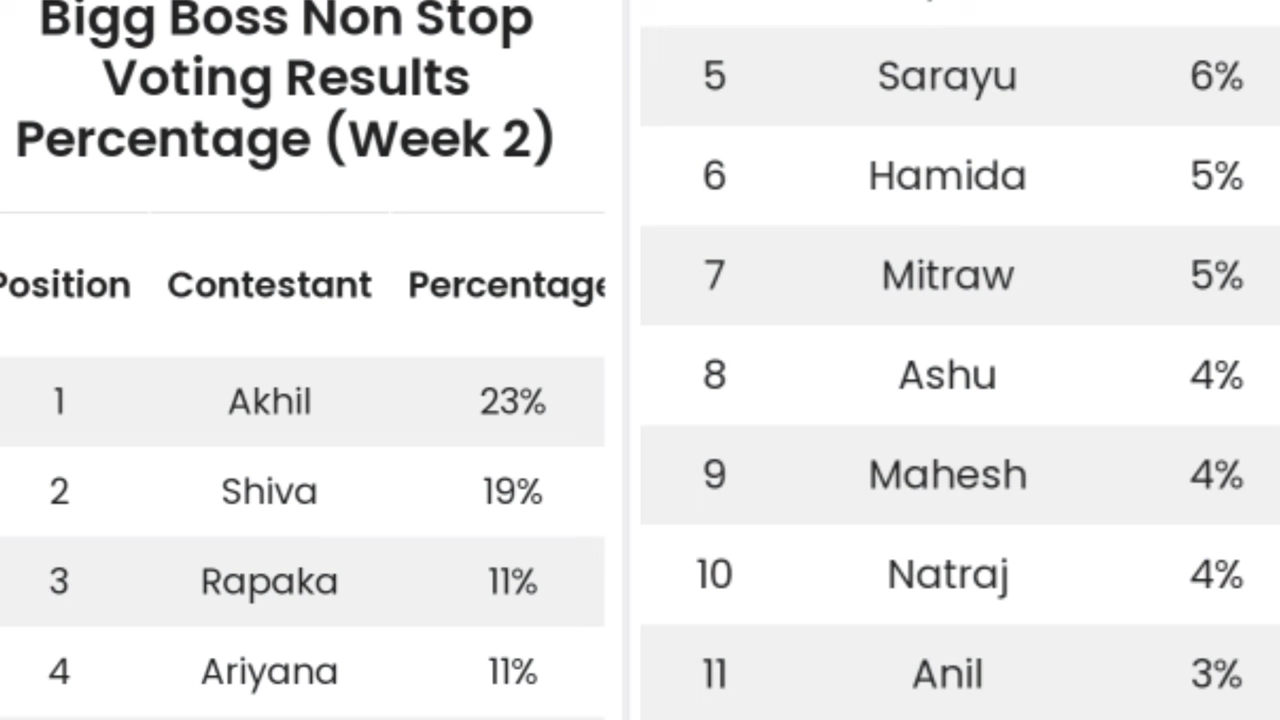 Bigg Boss Non Stop
Voting Results
Percentage (Week 2)
Position Contestant Percentage
1 Akhil 23%
2 Shiva 19%
3 Rapaka 11%
4 Ariyana 11%
5 Sarayu 6%
6 Hamida 5%
7 Mitraw 5%
8 Ashu 4%
9 Mahesh 4%
10 Natraj 4%
11 Anil 3%